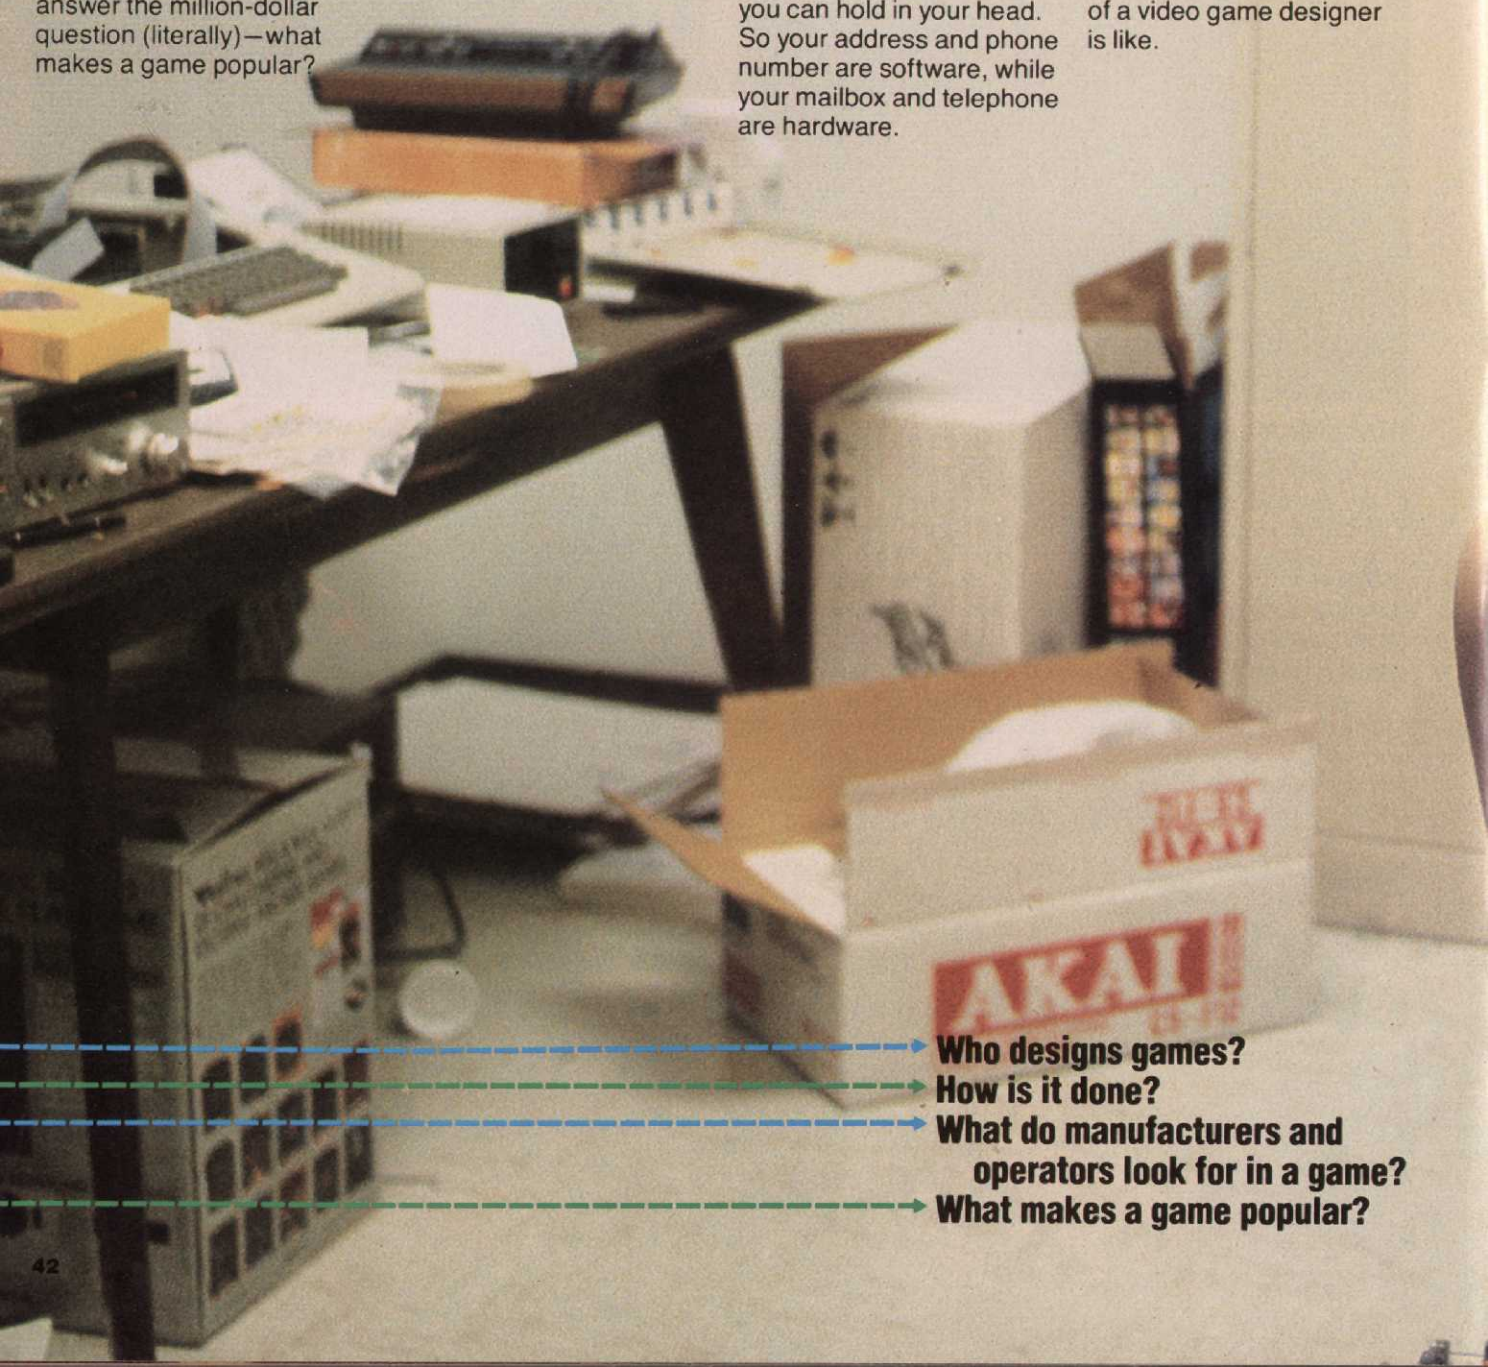 answer the million-dollar
question (literally)—what
makes a game popular?
you can hold in your head.
So your address and phone
number are software, while
your mailbox and telephone
are hardware.
of a video game designer
is like.
AKAI
AKAI
Who designs games?
How is it done?
What do manufacturers and
operators look for in a game?
What makes a game popular?
42